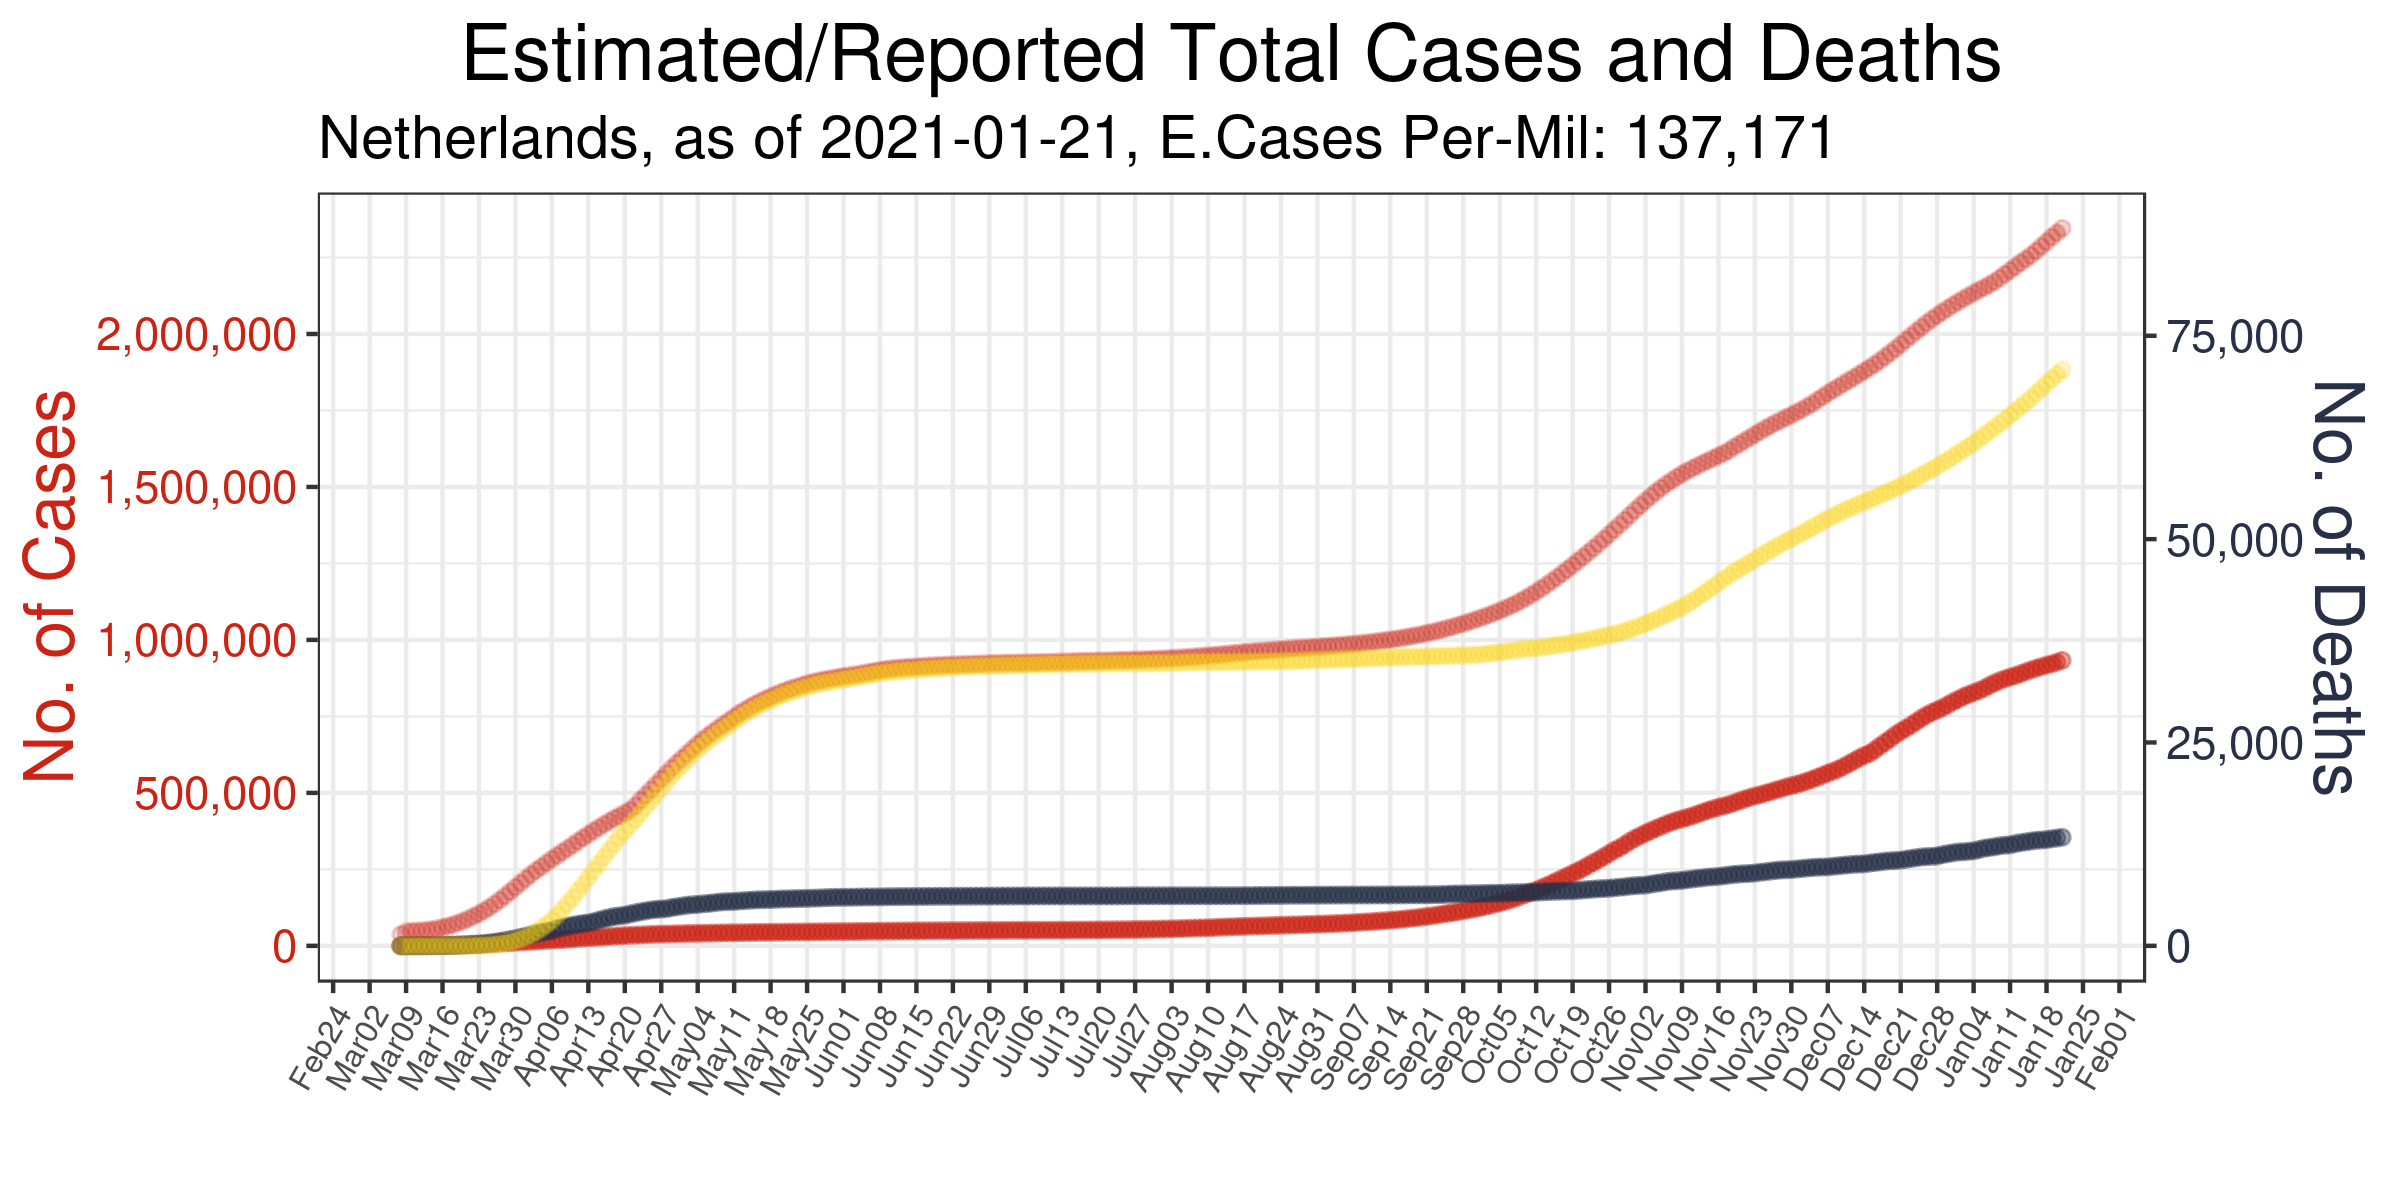 Estimated/Reported Total Cases and Deaths
Netherlands, as of 2021-01-21, E.Cases Per-Mil: 137,171
No. of Cases
2,000,000
1,500,000
1,000,000
500,000
0
75,000
50,000
25,000
0
No. of Deaths
Feb24
Mar02
Mar09
Mar16
Mar23
Mar30
Apr06
Apr13
Apr20
Apr27
May04
May11
May18
May25
Jun01
Jun08
Jun15
Jun22
Jun29
Jul06
Jul13
Jul20
Jul27
Aug03
Aug10
Aug17
Aug24
Aug31
Sep07
Sep14
Sep21
Sep28
Oct05
Oct12
Oct19
Oct26
Nov02
Nov09
Nov16
Nov23
Nov30
Dec07
Dec14
Dec21
Dec28
Jan04
Jan11
Jan18
Jan25
Feb01